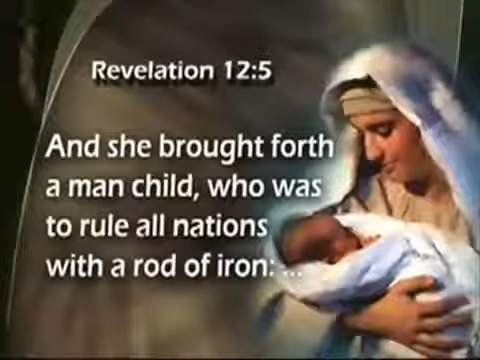 Revelation 12:5
And she brought forth
a man child, who was
to rule all nations
with a rod of iron: ...